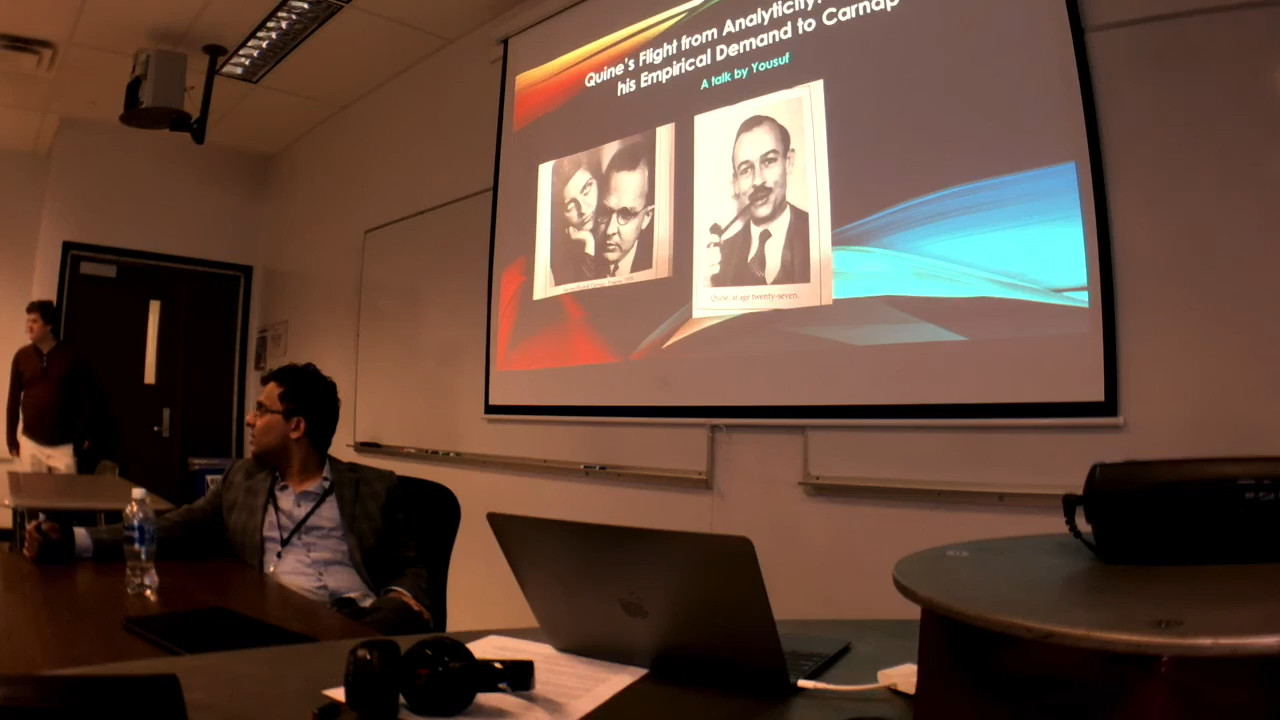 Quine's Flight from Analyticity:
his Empirical Demand to Carnap
A talk by Yousuf
Quine, at age twenty-seven.